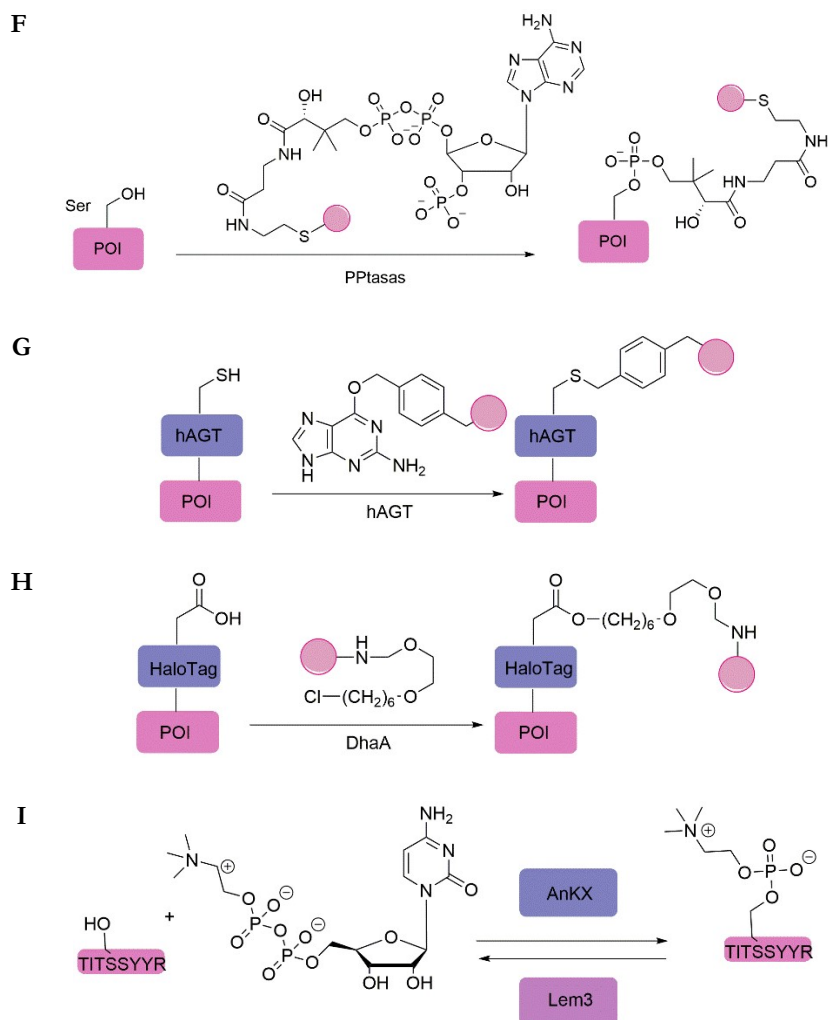 F
NH₂
N
N
N
N
OH
O
O
O
P
O
P
O
O
O⁻
⁻O
O
NH
O
HN
S
O
OH
O
O
P
O⁻
O⁻
Ser
OH
POI
PPtasas
S
HN
O
O
P
O
⁻O
O
NH
HO
O
POI
G
SH
hAGT
POI
O
N
N
N
N
H
NH₂
hAGT
S
hAGT
POI
H
O
OH
HaloTag
POI
H
N
O
Cl—(CH₂)₆–O
DhaA
O
O–(CH₂)₆–O
O
NH
HaloTag
POI
I
HO
TITSSYYR
+
N
⊕
O
O
⊖
P
O
O
P
O
⊖
O
O
NH₂
N
N
O
O
OH OH
AnKX
Lem3
N
⊕
O
O
P
O
⊖
O
TITSSYYR